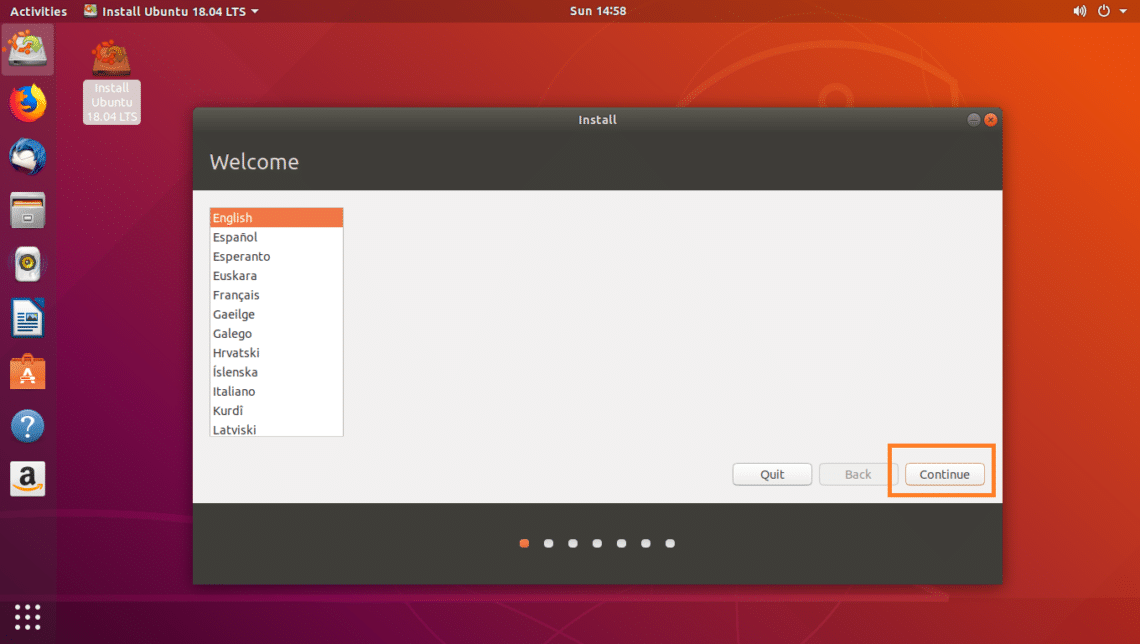 Activities
Install Ubuntu 18.04 LTS
Sun 14:58
Install
Ubuntu
18.04 LTS
Install
Welcome
English
Español
Esperanto
Euskara
Français
Gaeilge
Galego
Hrvatski
Íslenska
Italiano
Kurdî
Latviski
Quit
Back
Continue